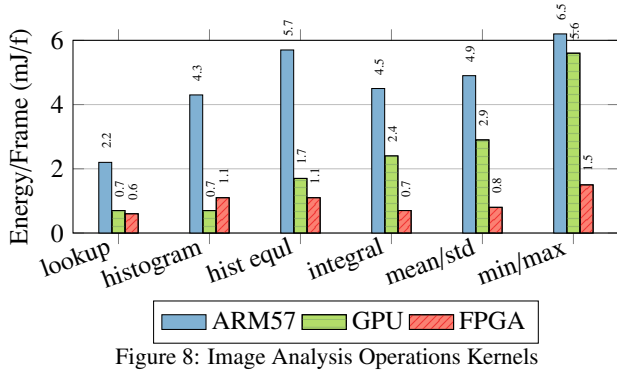 Energy/Frame (mJ/f)
6
4
2
0
2.2
0.7
0.6
4.3
0.7
1.1
5.7
1.7
1.1
4.5
2.4
0.7
4.9
2.9
0.8
6.5
5.6
1.5
lookup
histogram
hist equl
integral
mean/std
min/max
ARM57 GPU FPGA
Figure 8: Image Analysis Operations Kernels